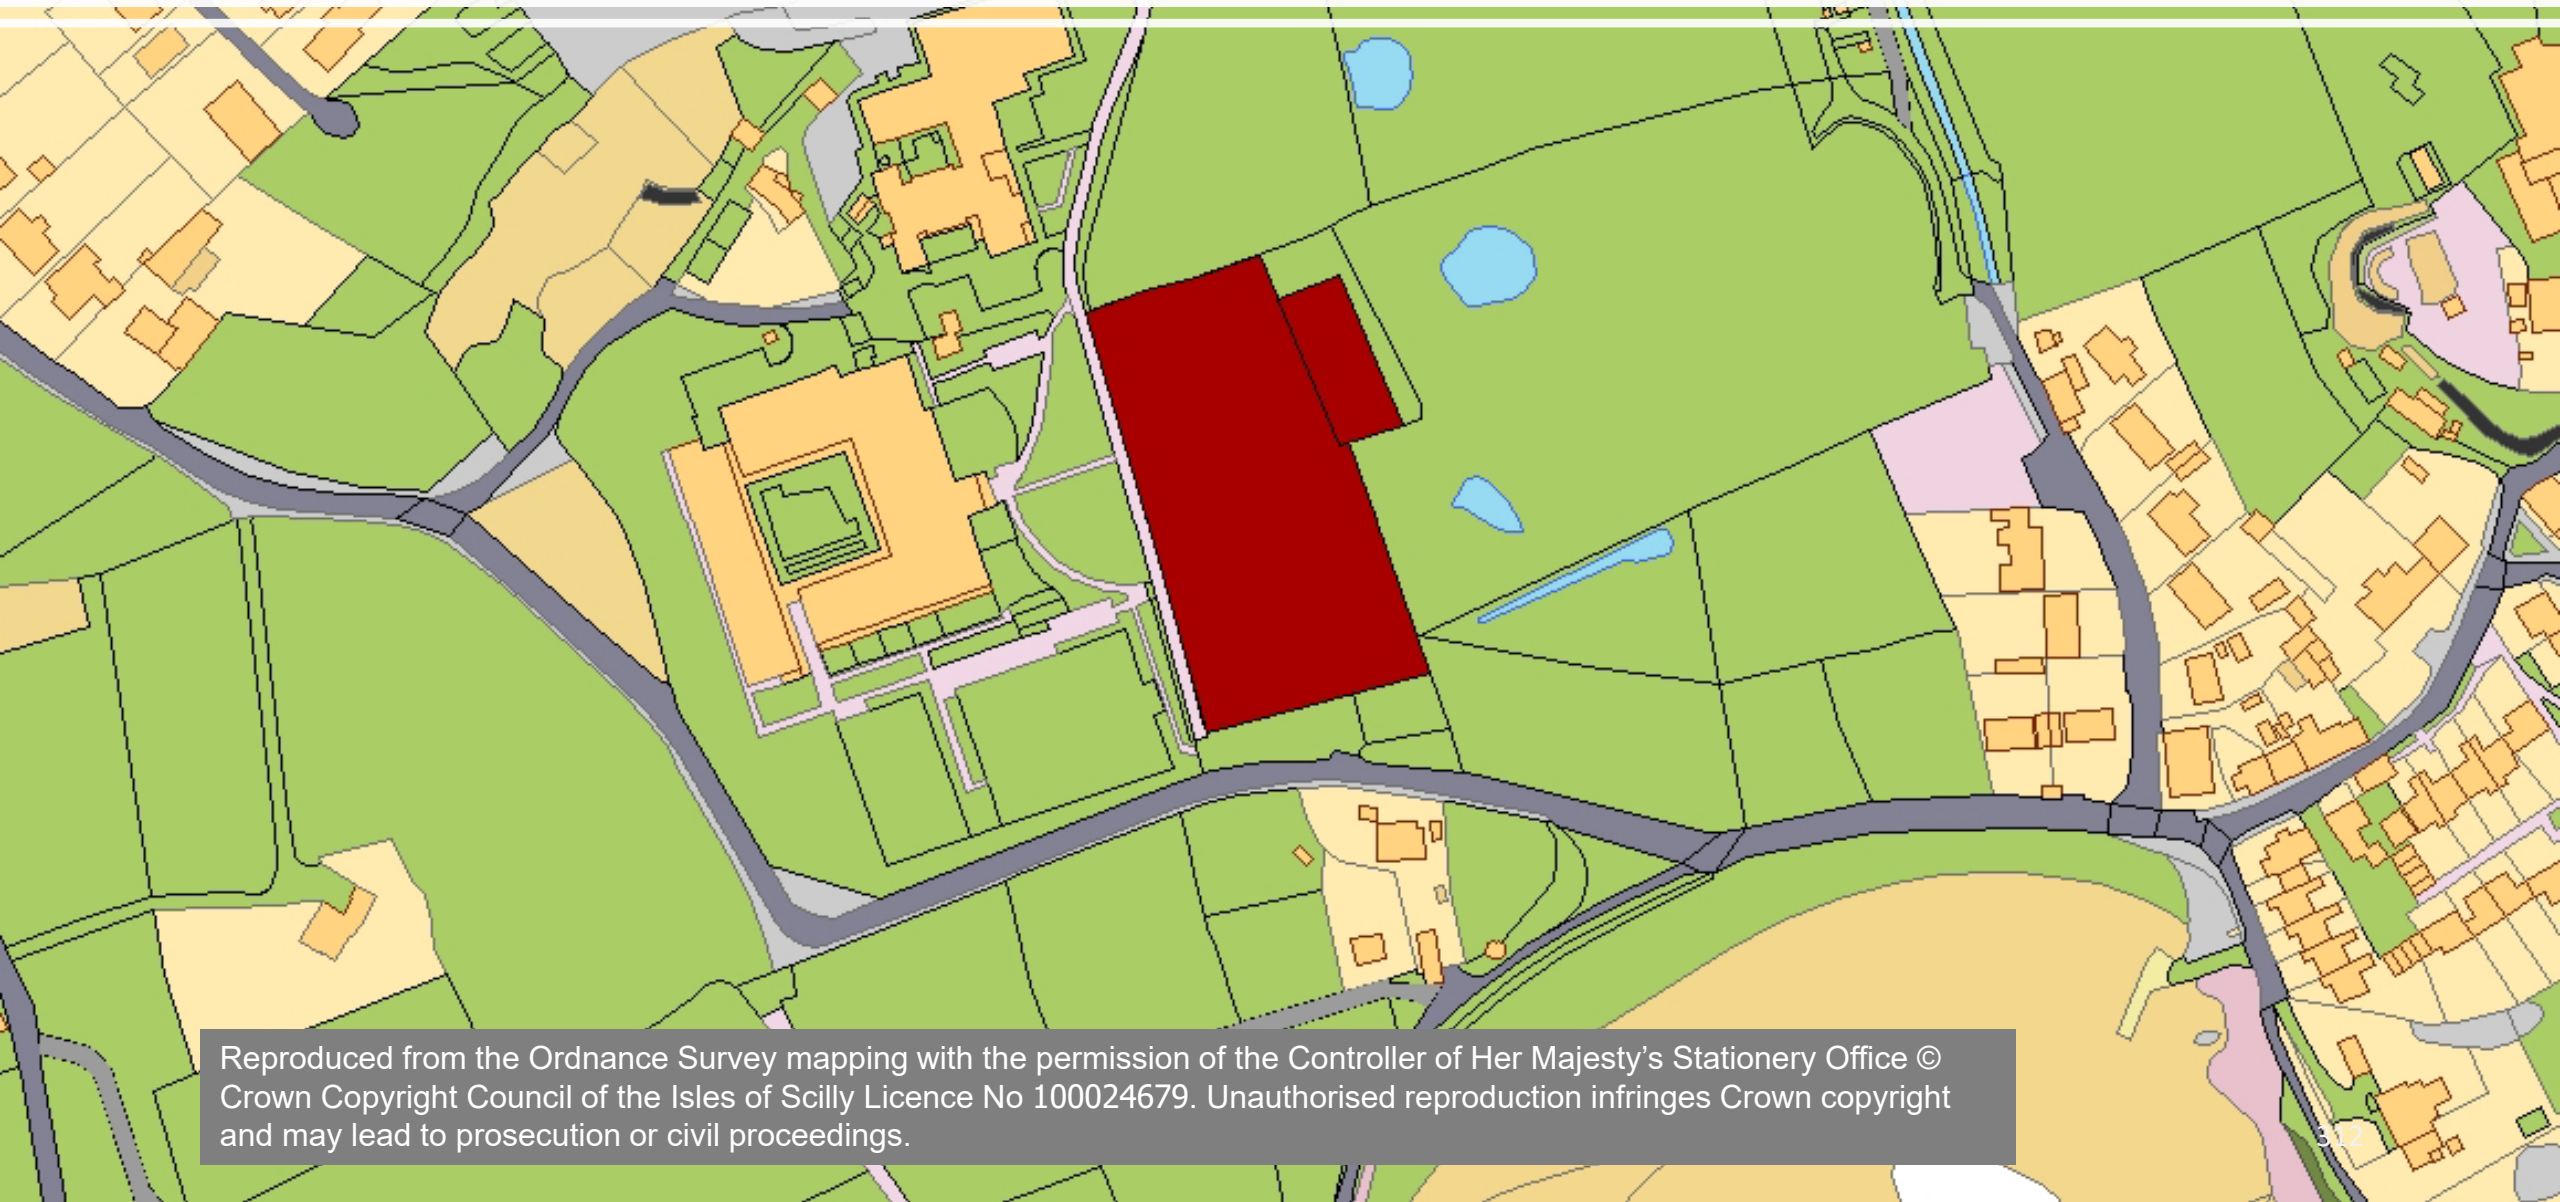 Reproduced from the Ordnance Survey mapping with the permission of the Controller of Her Majesty’s Stationery Office ©
Crown Copyright Council of the Isles of Scilly Licence No 100024679. Unauthorised reproduction infringes Crown copyright
and may lead to prosecution or civil proceedings.
312